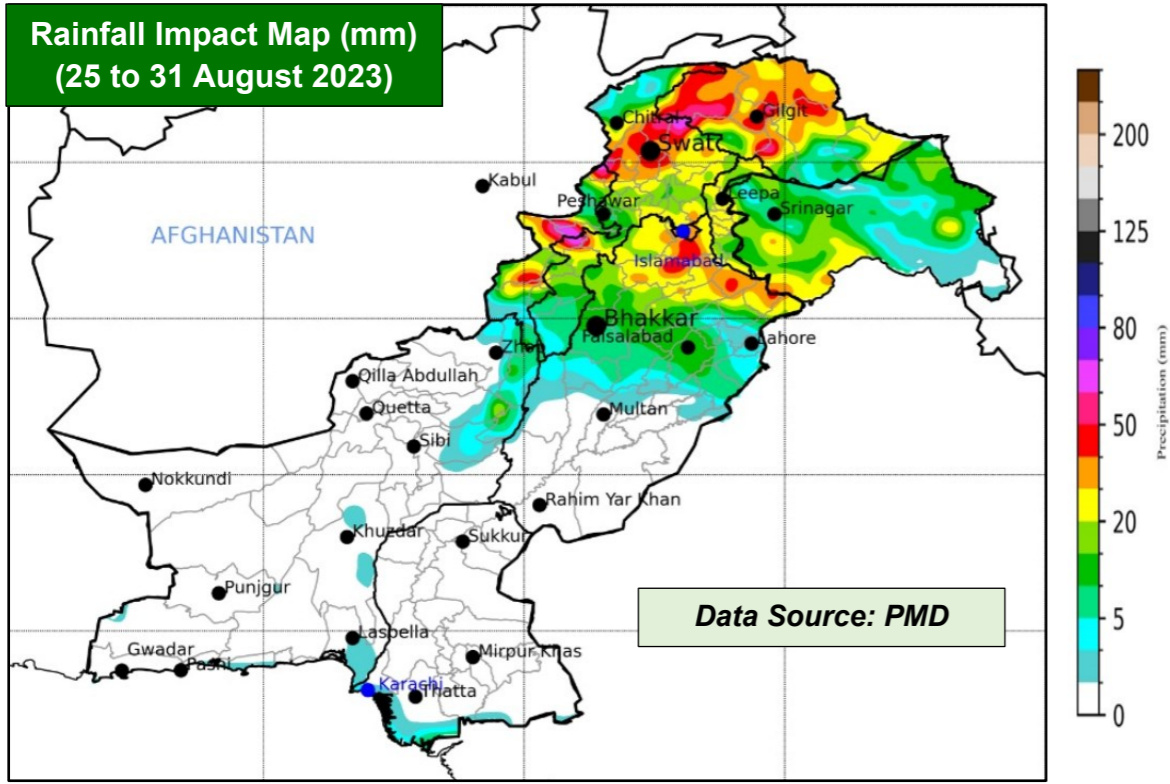 Rainfall Impact Map (mm)
(25 to 31 August 2023)
Chitral
Gilgit
Swat
Kabul
Leepa
Peshawar
Srinagar
AFGHANISTAN
Islamabad
Bhakkar
Faisalabad
Lahore
Zhob
Qilla Abdullah
Quetta
Multan
Sibi
Nokkundi
Rahim Yar Khan
Khuzdar
Sukkur
Punjgur
Data Source: PMD
Lasbella
Gwadar
Pashi
Mirpur Khas
Karachi
Thatta
200
125
80
50
20
5
0
Precipitation (mm)